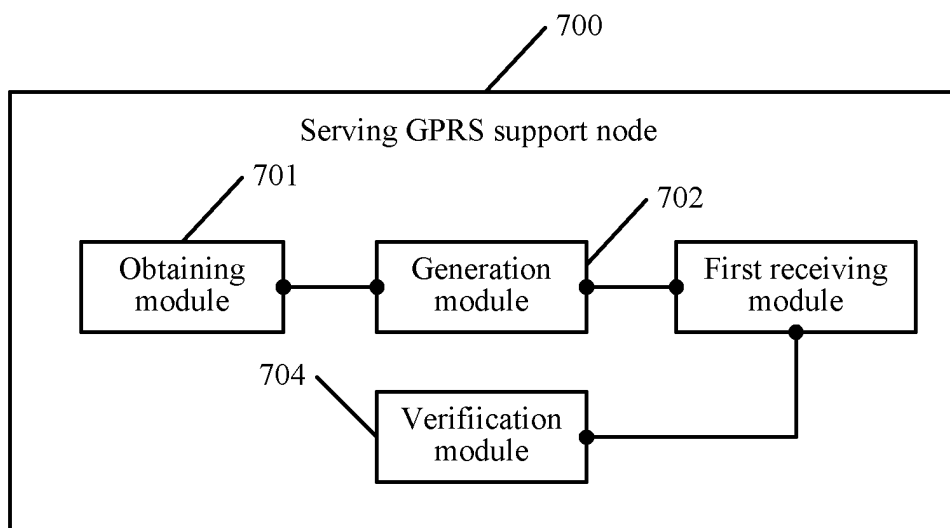 700
Serving GPRS support node
701
702
Obtaining
module
Generation
module
First receiving
module
704
Verifiication
module